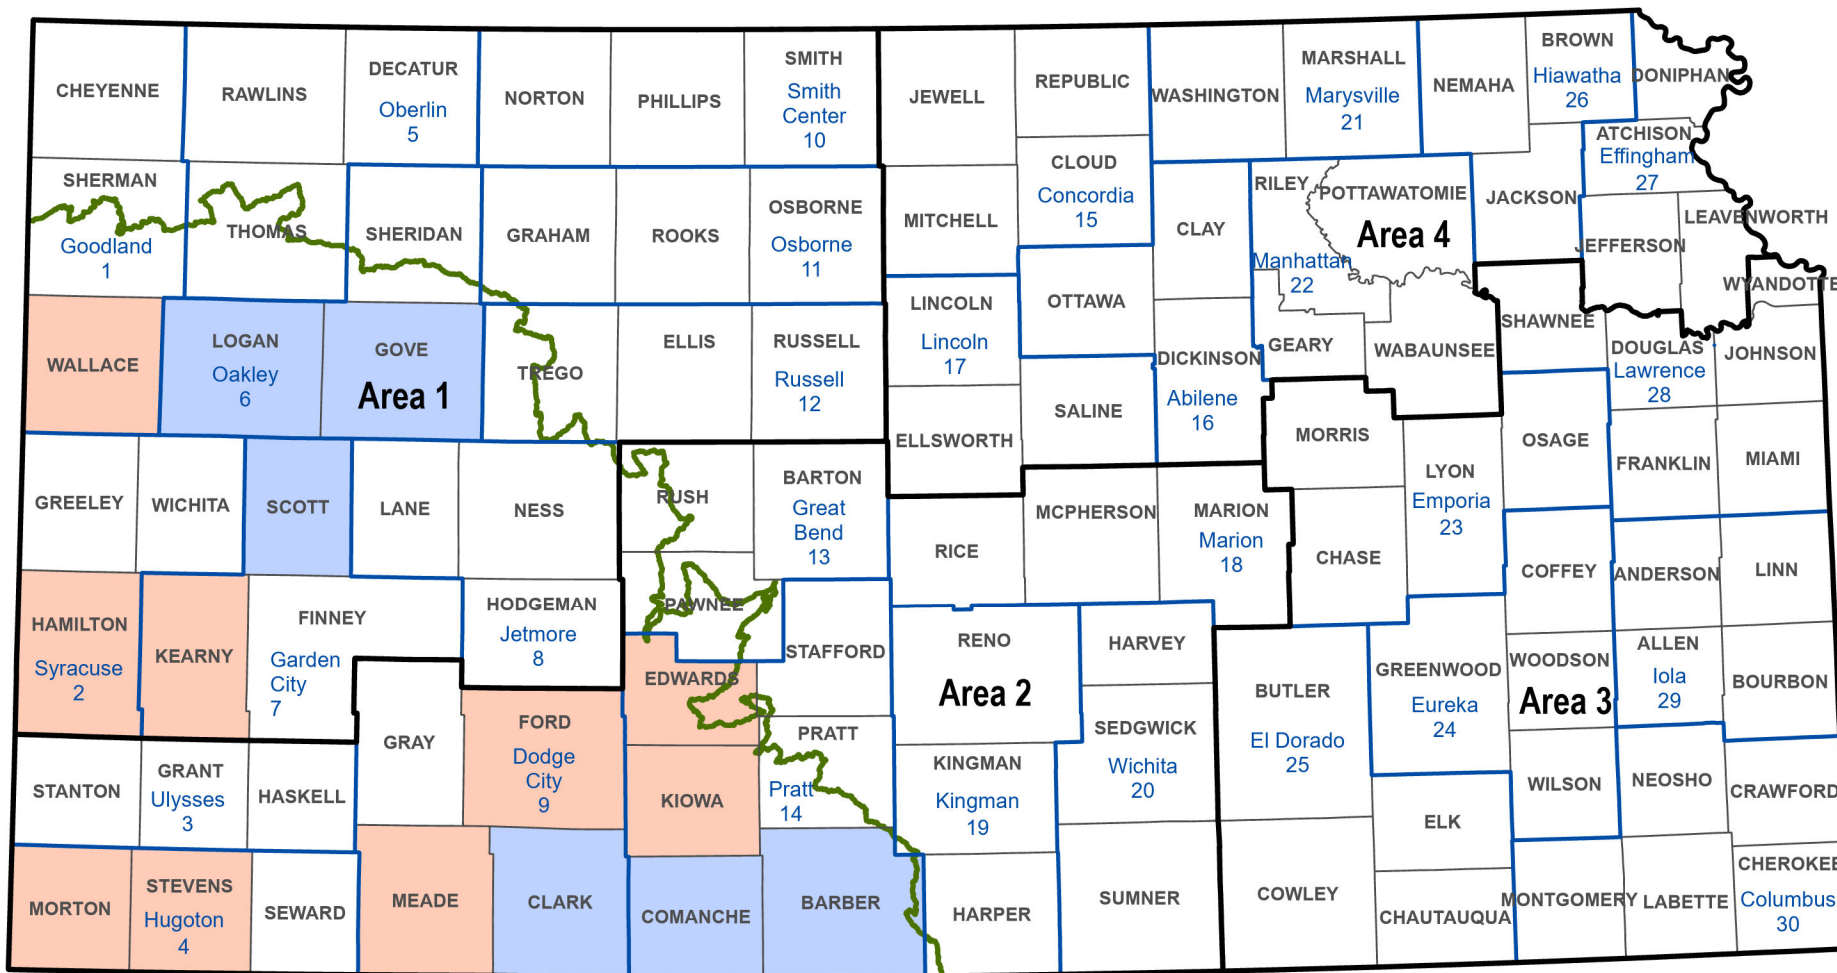 CHEYENNE
RAWLINS
DECATUR
Oberlin
5
NORTON
PHILLIPS
SMITH
Smith
Center
10
JEWELL
REPUBLIC
WASHINGTON
MARSHALL
Marysville
21
NEMAHA
BROWN
Hiawatha
26
DONIPHAN
SHERMAN
Goodland
1
THOMAS
SHERIDAN
GRAHAM
ROOKS
OSBORNE
Osborne
11
MITCHELL
CLOUD
Concordia
15
CLAY
RILEY
Manhattan
22
POTTAWATOMIE
Area 4
JACKSON
ATCHISON
Effingham
27
JEFFERSON
LEAVENWORTH
WYANDOTTE
WALLACE
LOGAN
Oakley
6
GOVE
Area 1
TREGO
ELLIS
RUSSELL
Russell
12
LINCOLN
Lincoln
17
OTTAWA
DICKINSON
Abilene
16
GEARY
WABAUNSEE
SHAWNEE
DOUGLAS
Lawrence
28
JOHNSON
GREELEY
WICHITA
SCOTT
LANE
NESS
RUSH
BARTON
Great
Bend
13
ELLSWORTH
SALINE
MORRIS
LYON
Emporia
23
OSAGE
FRANKLIN
MIAMI
RICE
MCPHERSON
MARION
Marion
18
CHASE
COFFEY
ANDERSON
LINN
HAMILTON
Syracuse
2
KEARNY
FINNEY
Garden
City
7
HODGEMAN
Jetmore
8
PAWNEE
EDWARDS
STAFFORD
RENO
Area 2
HARVEY
BUTLER
El Dorado
25
GREENWOOD
Eureka
24
WOODSON
Area 3
ALLEN
Iola
29
BOURBON
STANTON
GRANT
Ulysses
3
HASKELL
GRAY
FORD
Dodge
City
9
KIOWA
PRATT
Pratt
14
KINGMAN
Kingman
19
SEDGWICK
Wichita
20
ELK
WILSON
NEOSHO
CRAWFORD
MORTON
STEVENS
Hugoton
4
SEWARD
MEADE
CLARK
COMANCHE
BARBER
HARPER
SUMNER
COWLEY
CHAUTAUQUA
MONTGOMERY
LABETTE
CHEROKEE
Columbus
30